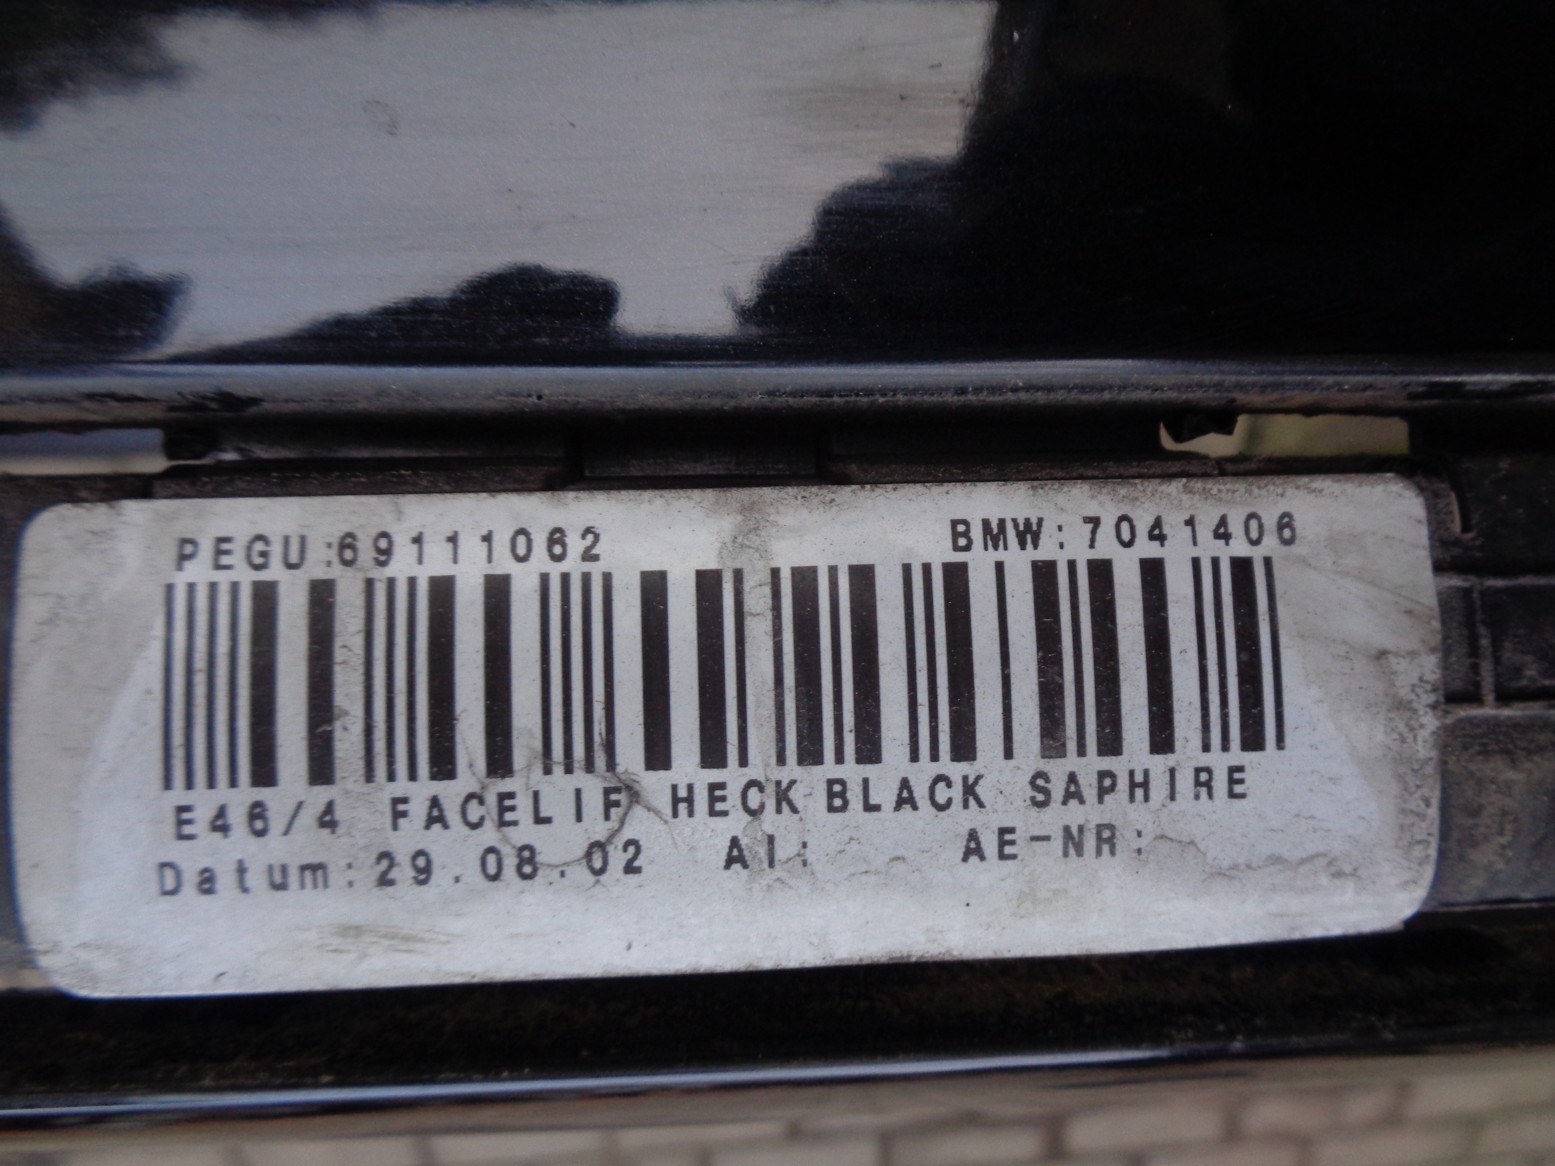 PEGU:69111062 BMW:7041406
E46/4 FACELIF HECK BLACK SAPHIRE
Datum:29.08.02 AI: AE-NR: